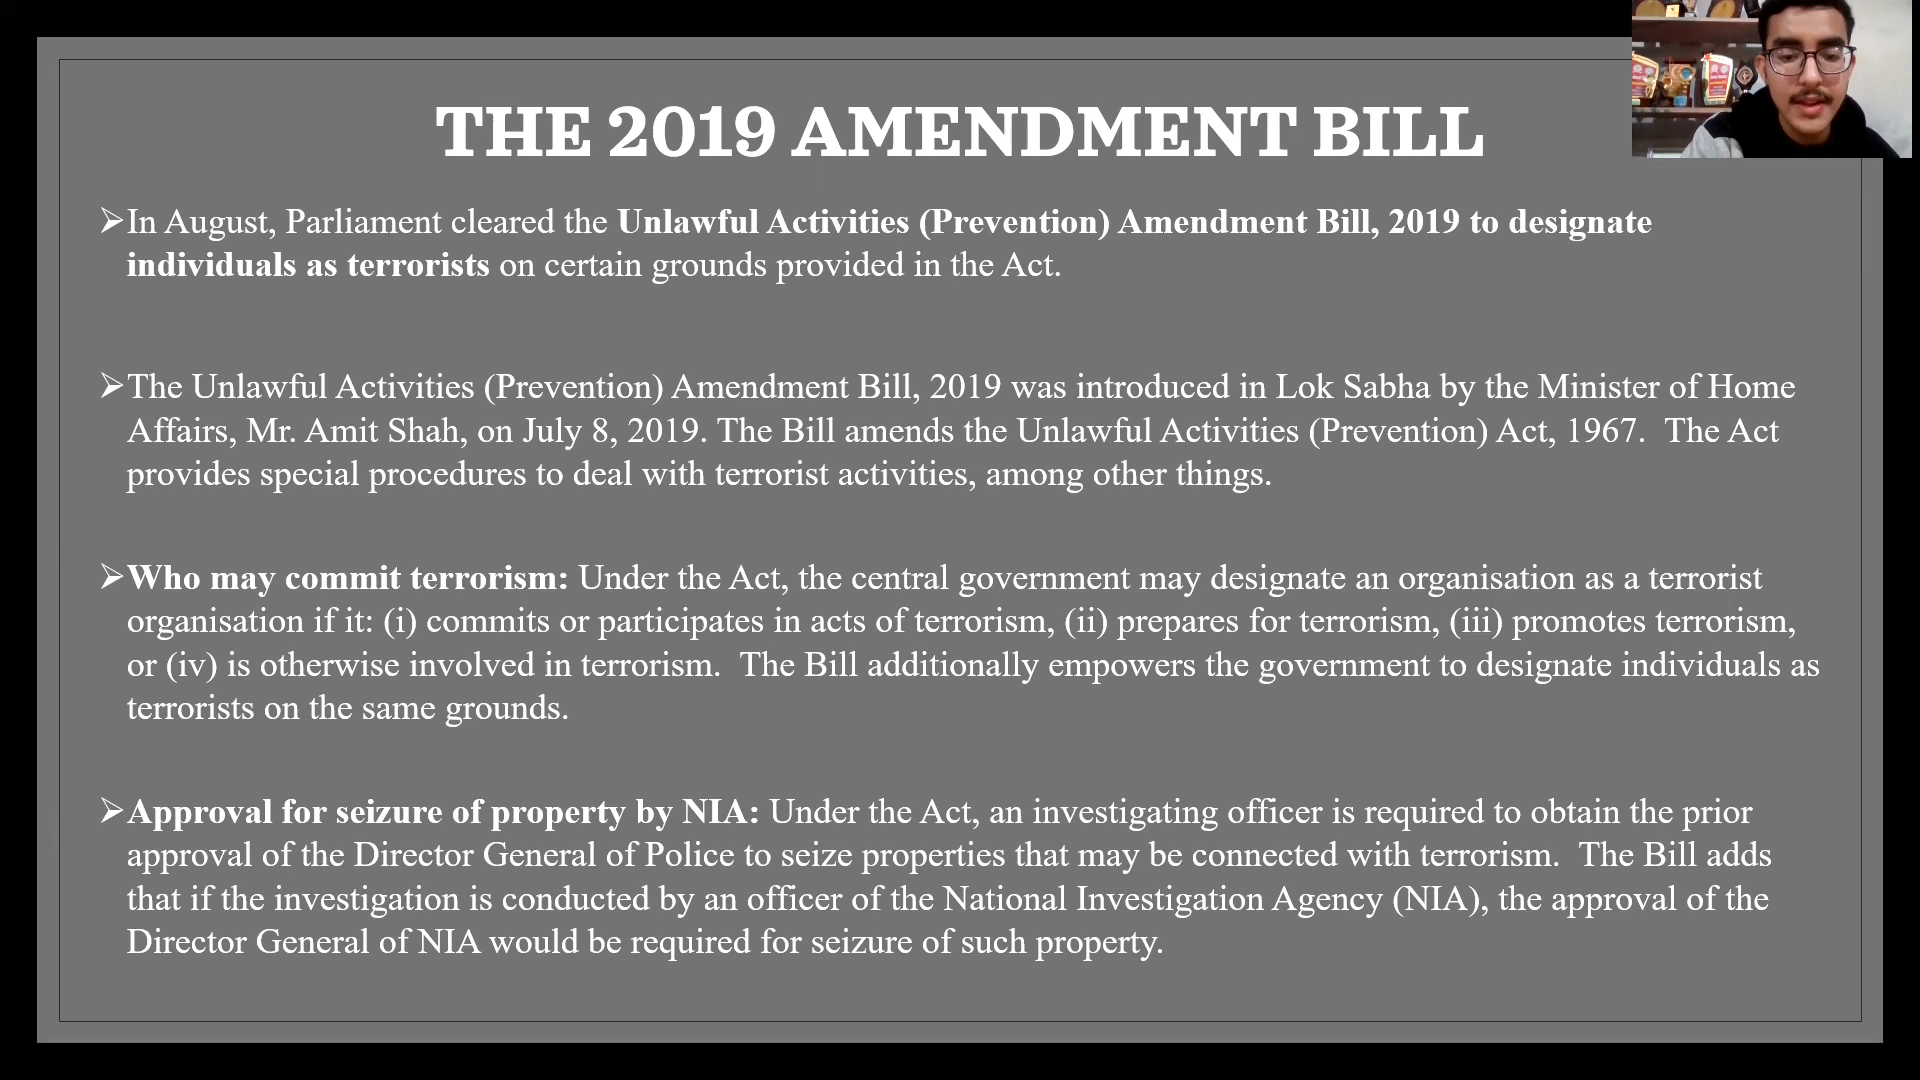 THE 2019 AMENDMENT BILL
➢In August, Parliament cleared the Unlawful Activities (Prevention) Amendment Bill, 2019 to designate
individuals as terrorists on certain grounds provided in the Act.
➢The Unlawful Activities (Prevention) Amendment Bill, 2019 was introduced in Lok Sabha by the Minister of Home
Affairs, Mr. Amit Shah, on July 8, 2019. The Bill amends the Unlawful Activities (Prevention) Act, 1967.  The Act
provides special procedures to deal with terrorist activities, among other things.
➢Who may commit terrorism: Under the Act, the central government may designate an organisation as a terrorist
organisation if it: (i) commits or participates in acts of terrorism, (ii) prepares for terrorism, (iii) promotes terrorism,
or (iv) is otherwise involved in terrorism.  The Bill additionally empowers the government to designate individuals as
terrorists on the same grounds.
➢Approval for seizure of property by NIA: Under the Act, an investigating officer is required to obtain the prior
approval of the Director General of Police to seize properties that may be connected with terrorism.  The Bill adds
that if the investigation is conducted by an officer of the National Investigation Agency (NIA), the approval of the
Director General of NIA would be required for seizure of such property.